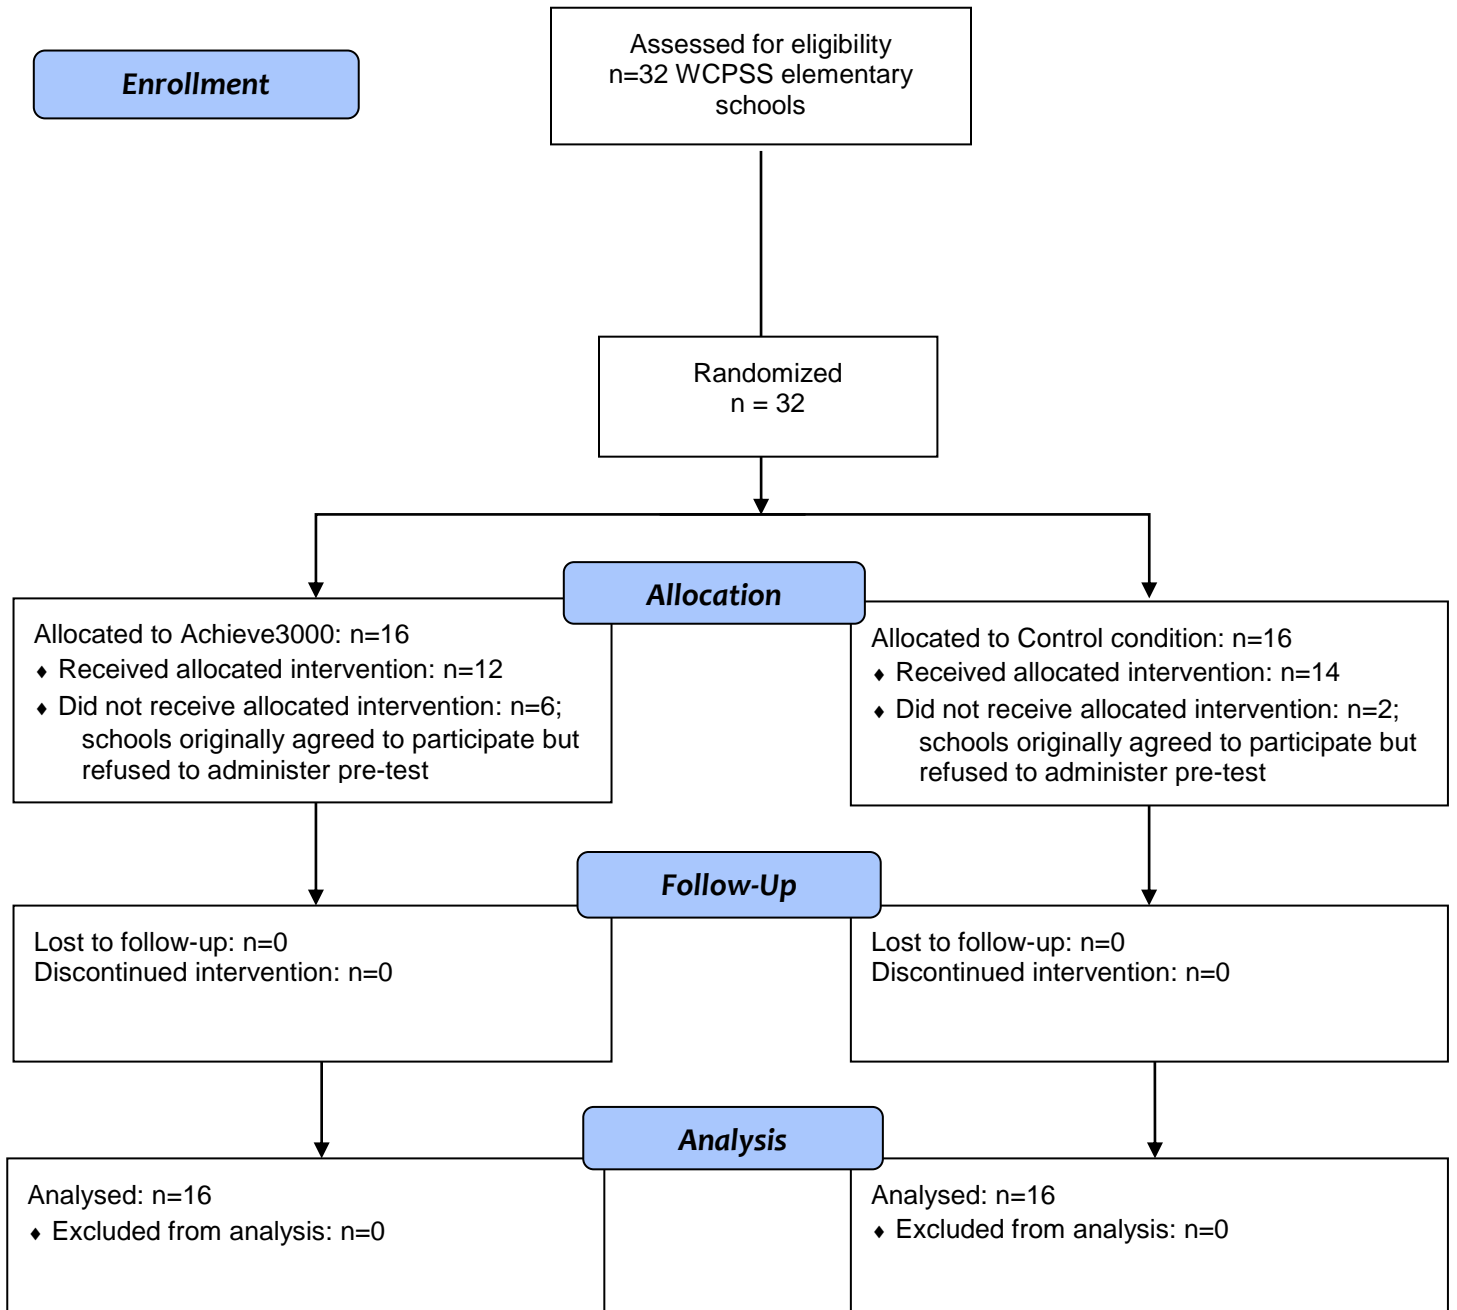 Enrollment
Assessed for eligibility
n=32 WCPSS elementary
schools
Randomized
n = 32
Allocation
Allocated to Achieve3000: n=16
♦ Received allocated intervention: n=12
♦ Did not receive allocated intervention: n=6;
schools originally agreed to participate but
refused to administer pre-test
Allocated to Control condition: n=16
♦ Received allocated intervention: n=14
♦ Did not receive allocated intervention: n=2;
schools originally agreed to participate but
refused to administer pre-test
Follow-Up
Lost to follow-up: n=0
Discontinued intervention: n=0
Lost to follow-up: n=0
Discontinued intervention: n=0
Analysis
Analysed: n=16
♦ Excluded from analysis: n=0
Analysed: n=16
♦ Excluded from analysis: n=0